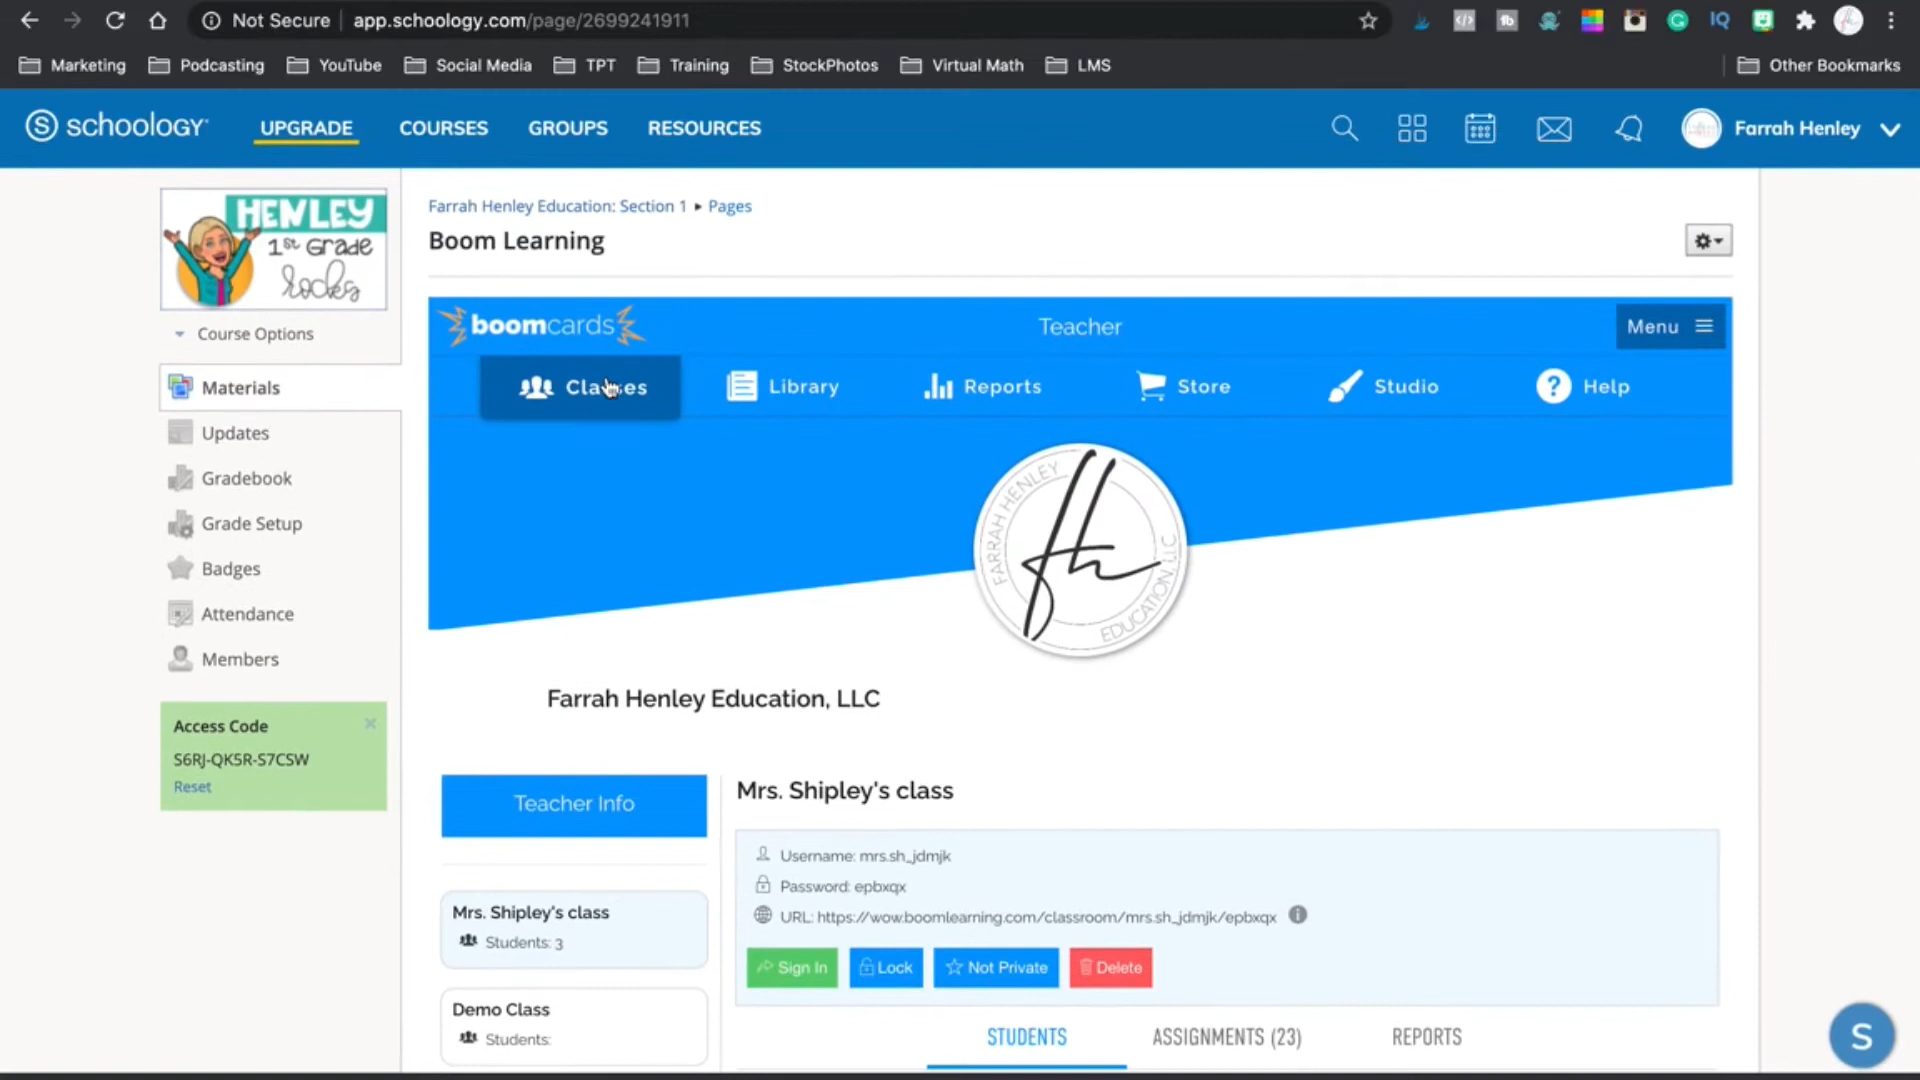 Not Secure | app.schoology.com/page/2699241911
Marketing Podcasting YouTube Social Media TPT Training StockPhotos Virtual Math LMS Other Bookmarks
S schoology UPGRADE COURSES GROUPS RESOURCES Farrah Henley
HENLEY
1st Grade
Rocks
Course Options
Materials
Updates
Gradebook
Grade Setup
Badges
Attendance
Members
Access Code
S6RJ-QK5R-S7CSW
Reset
Farrah Henley Education: Section 1 ▸ Pages
Boom Learning
boomcards Teacher Menu
Classes Library Reports Store ? Help Studio
FARRAH HENLEY
fh
EDUCATION, LLC
Farrah Henley Education, LLC
Teacher Info
Mrs. Shipley's class
Students: 3
Demo Class
Students:
Mrs. Shipley's class
Username: mrs.sh_jdmjk
Password: epbxqx
URL: https://wow.boomlearning.com/classroom/mrs.sh_jdmjk/epbxqx
Sign In Lock Not Private Delete
STUDENTS ASSIGNMENTS (23) REPORTS
S